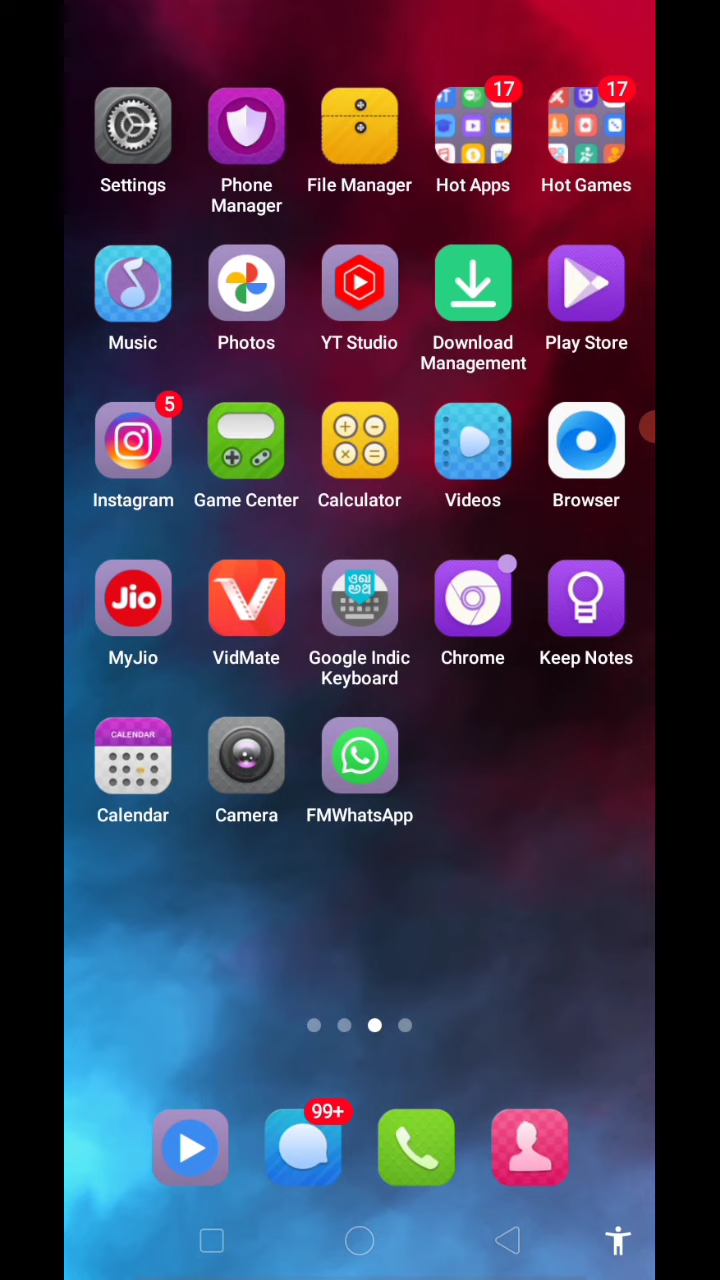 17
17
Settings
Phone
Manager
File Manager
Hot Apps
Hot Games
Music
Photos
YT Studio
Download
Management
Play Store
5
Instagram
Game Center
Calculator
Videos
Browser
Jio
MyJio
VidMate
Google Indic
Keyboard
Chrome
Keep Notes
CALENDAR
Calendar
Camera
FMWhatsApp
99+